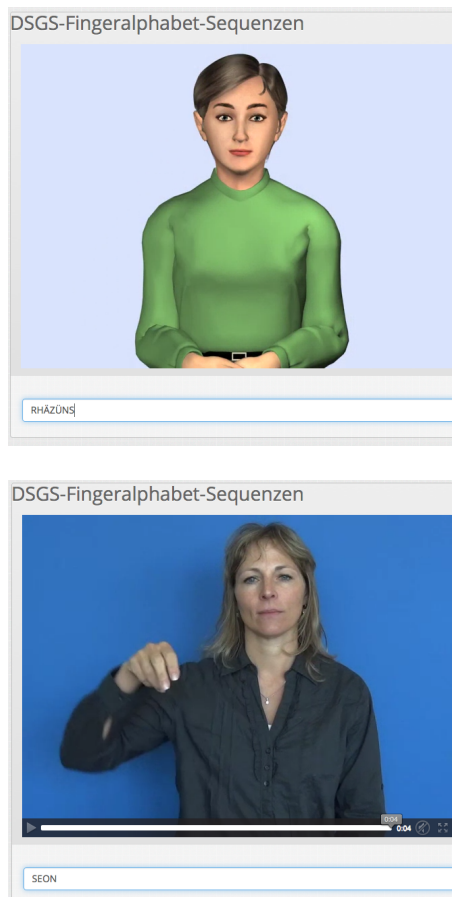 DSGS-Fingeralphabet-Sequenzen
RHÄZÜNS
DSGS-Fingeralphabet-Sequenzen
0:04
0:04
SEON